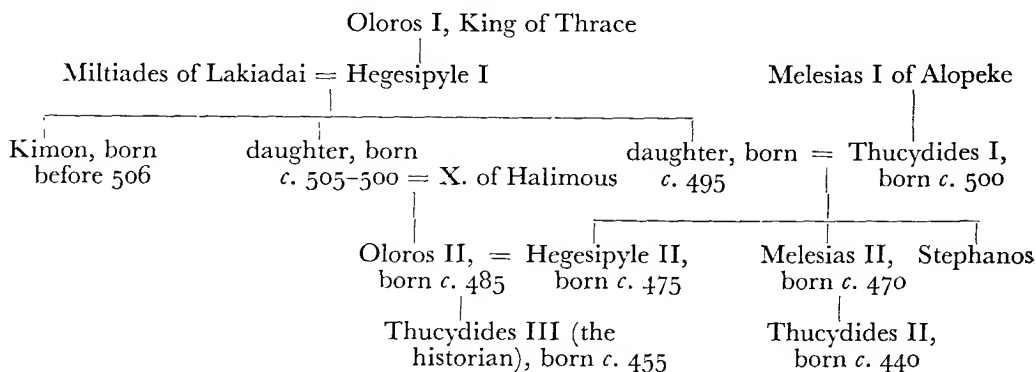 Oloros I, King of Thrace
Miltiades of Lakiadai = Hegesipyle I Melesias I of Alopeke
Kimon, born daughter, born daughter, born = Thucydides I,
before 506 c. 505–500 = X. of Halimous c. 495 born c. 500
Oloros II, = Hegesipyle II, Melesias II, Stephanos
born c. 485 born c. 475 born c. 470
Thucydides III (the Thucydides II,
historian), born c. 455 born c. 440